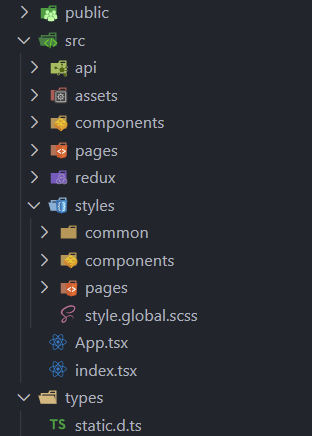 public
src
api
assets
components
pages
redux
styles
common
components
pages
style.global.scss
App.tsx
index.tsx
types
TS static.d.ts